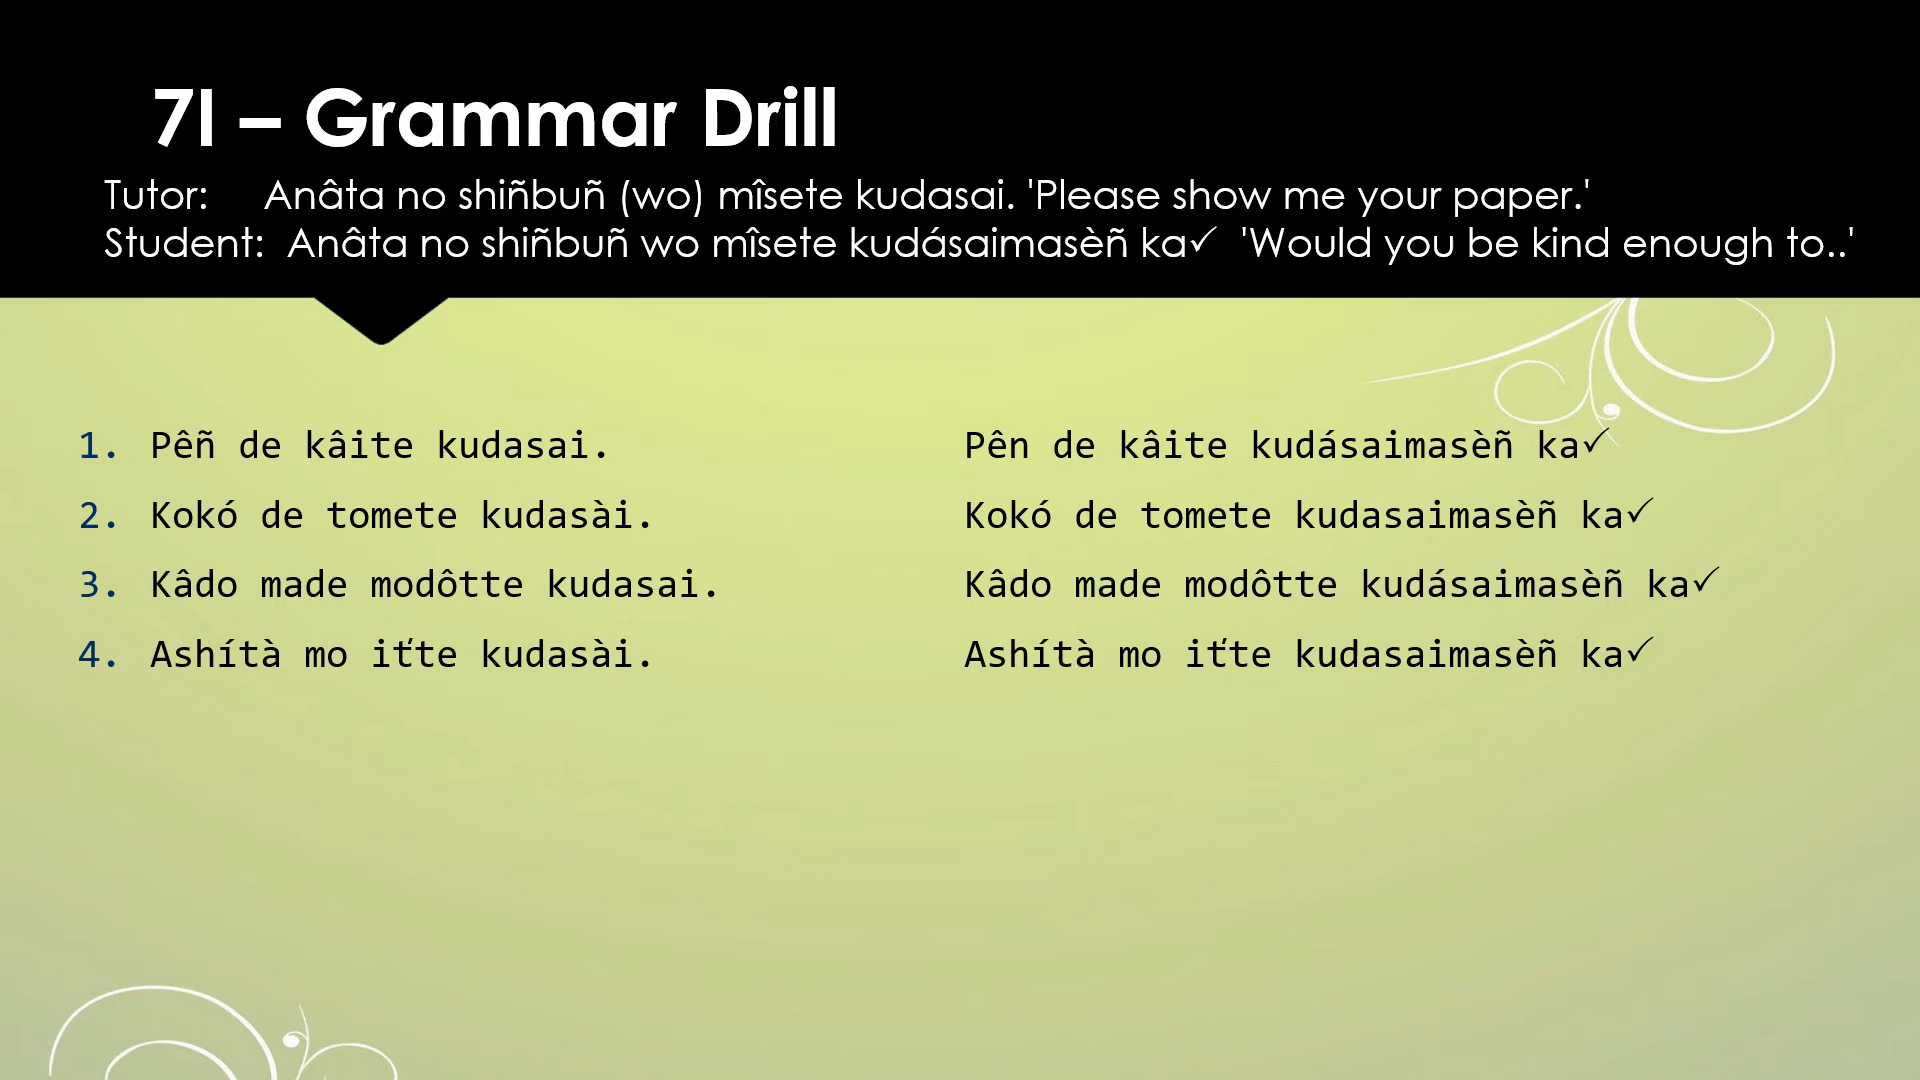 7I – Grammar Drill
Tutor: Anâta no shiñbuñ (wo) mîsete kudasai. 'Please show me your paper.'
Student: Anâta no shiñbuñ wo mîsete kudásaimasèñ ka✓ 'Would you be kind enough to..'
1. Pêñ de kâite kudasai. Pên de kâite kudásaimasèñ ka✓
2. Kokó de tomete kudasài. Kokó de tomete kudasaimasèñ ka✓
3. Kâdo made modôtte kudasai. Kâdo made modôtte kudásaimasèñ ka✓
4. Ashítà mo iťte kudasài. Ashítà mo iťte kudasaimasèñ ka✓